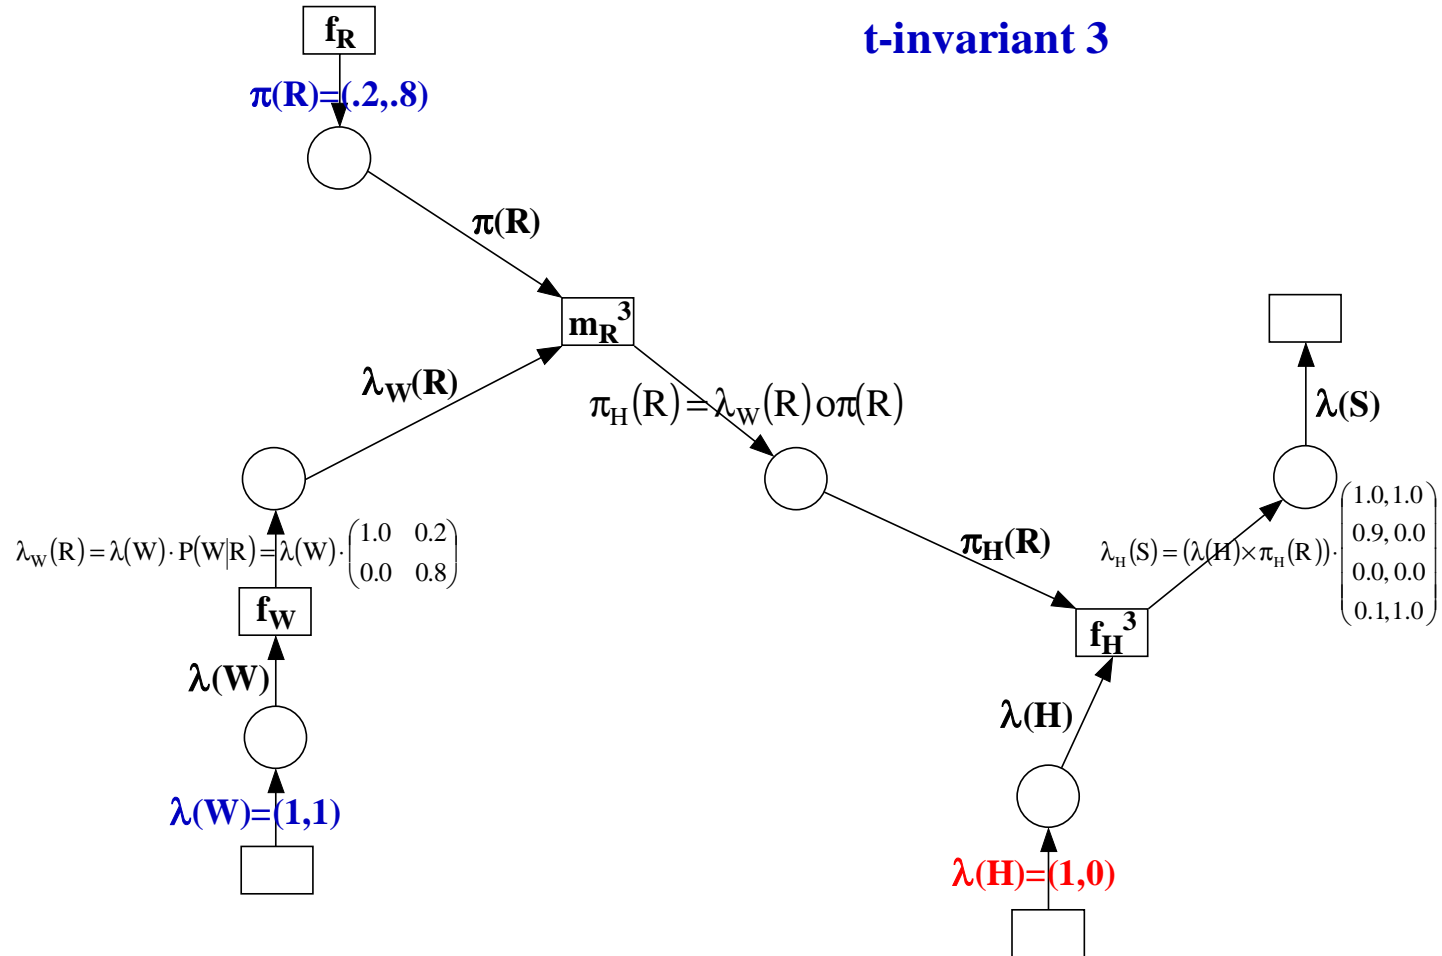 f_R
t-invariant 3
π(R)=(.2,.8)
π(R)
m_R^3
λ_W(R)
π_H(R)=λ_W(R)oπ(R)
λ(S)
λ_W(R)=λ(W)·P(W|R)=λ(W)·(1.0 0.2
0.0 0.8)
π_H(R)
λ_H(S)=(λ(H)×π_H(R))·(1.0,1.0
0.9,0.0
0.0,0.0
0.1,1.0)
f_W
f_H^3
λ(W)
λ(H)
λ(W)=(1,1)
λ(H)=(1,0)